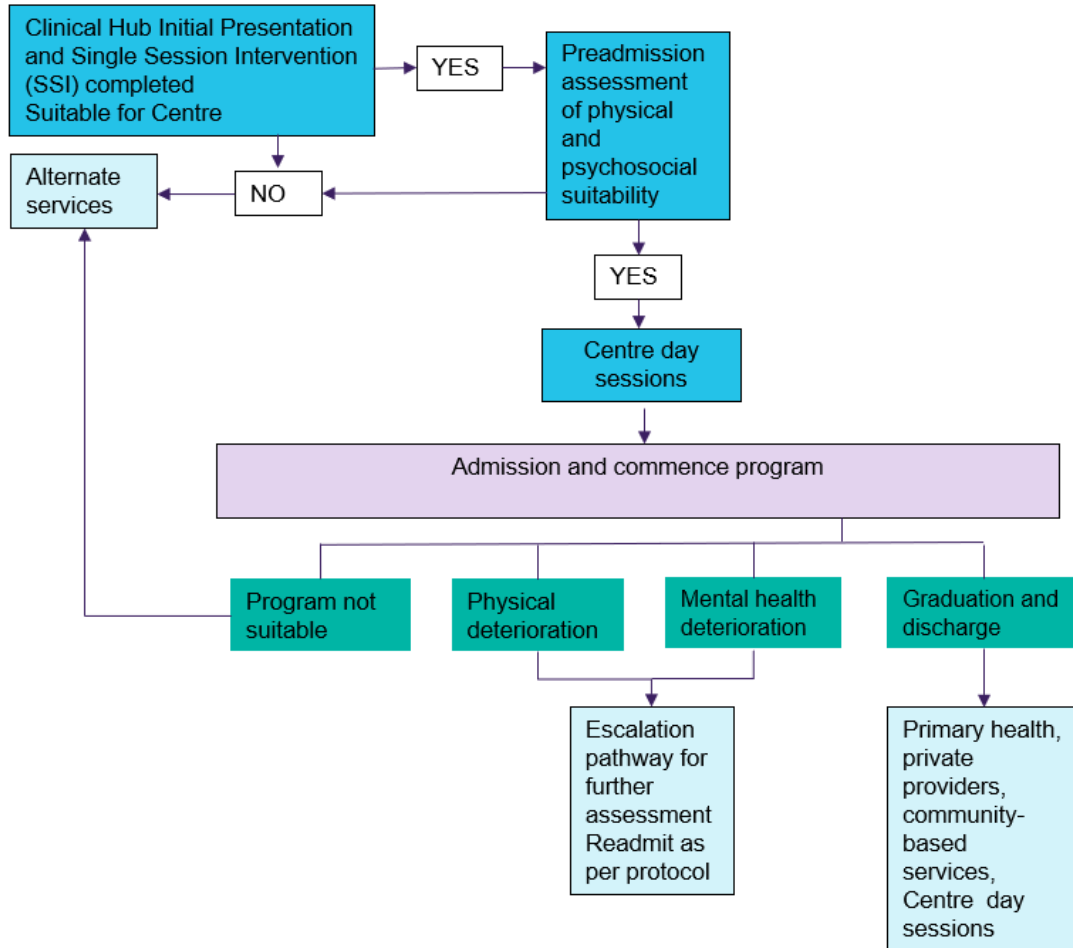 Clinical Hub Initial Presentation
and Single Session Intervention
(SSI) completed
Suitable for Centre
YES
Preadmission
assessment
of physical
and
psychosocial
suitability
Alternate
services
NO
YES
Centre day
sessions
Admission and commence program
Program not
suitable
Physical
deterioration
Mental health
deterioration
Graduation and
discharge
Escalation
pathway for
further
assessment
Readmit as
per protocol
Primary health,
private
providers,
community-
based
services,
Centre day
sessions